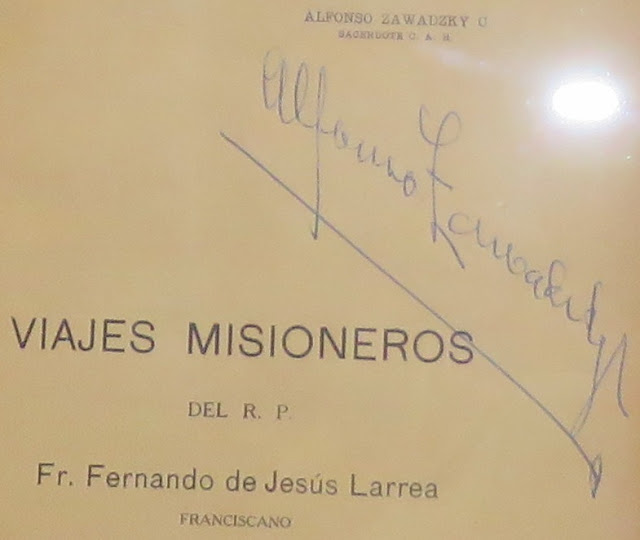 ALFONSO ZAWADZKY C
SACERDOTE C. A. H.
Alfonso Zawadzky
VIAJES MISIONEROS
DEL R. P.
Fr. Fernando de Jesús Larrea
FRANCISCANO